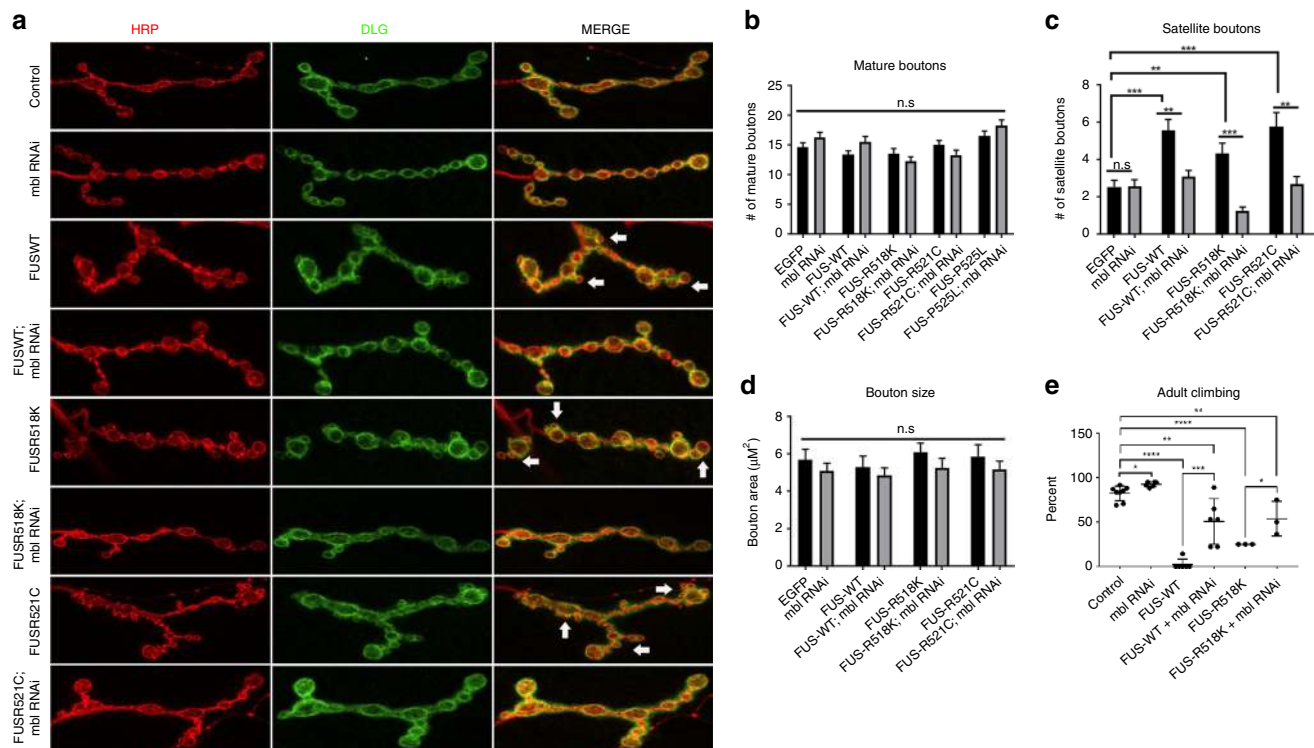 a
HRP
DLG
MERGE
Control
mbl RNAi
FUSWT
FUSWT;
mbl RNAi
FUSR518K
FUSR518K;
mbl RNAi
FUSR521C
FUSR521C;
mbl RNAi
b
Mature boutons
n.s
# of mature boutons
25
20
15
10
5
0
EGFP
mbl RNAi
FUS-WT
FUS-WT; mbl RNAi
FUS-R518K
FUS-R518K; mbl RNAi
FUS-R521C
FUS-R521C; mbl RNAi
FUS-P525L
FUS-P525L; mbl RNAi
c
Satellite boutons
***
**
***
**
***
**
n.s
# of satellite boutons
8
6
4
2
0
EGFP
mbl RNAi
FUS-WT
FUS-WT; mbl RNAi
FUS-R518K
FUS-R518K; mbl RNAi
FUS-R521C
FUS-R521C; mbl RNAi
d
Bouton size
n.s
Bouton area (μM²)
8
6
4
2
0
EGFP
mbl RNAi
FUS-WT
FUS-WT; mbl RNAi
FUS-R518K
FUS-R518K; mbl RNAi
FUS-R521C
FUS-R521C; mbl RNAi
e
Adult climbing
**
****
**
****
*
***
*
Percent
150
100
50
0
Control
mbl RNAi
FUS-WT
FUS-WT + mbl RNAi
FUS-R518K
FUS-R518K + mbl RNAi